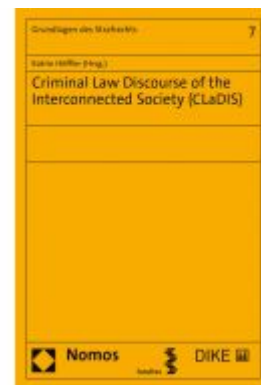 Grundlagen des Strafrechts
7
Katrin Höffler (Hrsg.)
Criminal Law Discourse of the
Interconnected Society (CLaDIS)
Nomos
DIKE